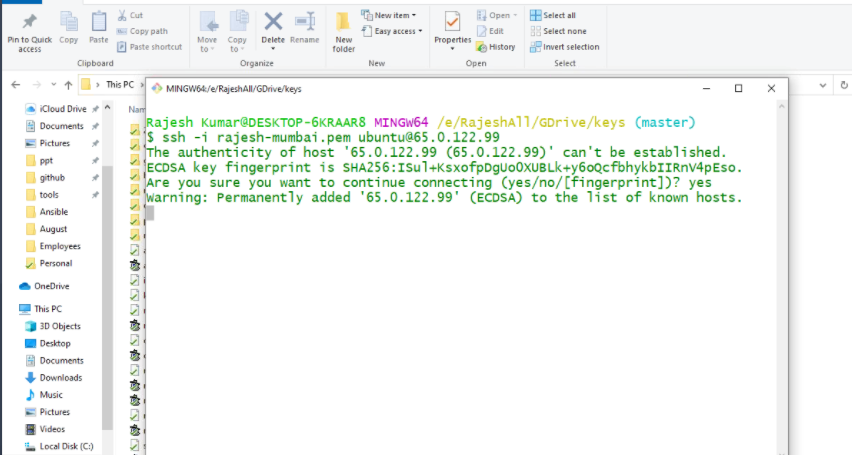 Pin to Quick access
Copy
Paste
Cut
Copy path
Paste shortcut
Clipboard
Move to
Copy to
Delete
Rename
Organize
New folder
New item
Easy access
New
Properties
Open
Edit
History
Open
Select all
Select none
Invert selection
Select
This PC
MINGW64:/e/RajeshAll/GDrive/keys
iCloud Drive
Documents
Pictures
ppt
github
tools
Ansible
August
Employees
Personal
OneDrive
This PC
3D Objects
Desktop
Documents
Downloads
Music
Pictures
Videos
Local Disk (C:)
Rajesh Kumar@DESKTOP-6KRAAR8 MINGW64 /e/RajeshAll/GDrive/keys (master)
$ ssh -i rajesh-mumbai.pem ubuntu@65.0.122.99
The authenticity of host '65.0.122.99 (65.0.122.99)' can't be established.
ECDSA key fingerprint is SHA256:ISul+KsxofpDgUoOXUBLk+y6oQcfbhykbIIRnV4pEso.
Are you sure you want to continue connecting (yes/no/[fingerprint])? yes
Warning: Permanently added '65.0.122.99' (ECDSA) to the list of known hosts.